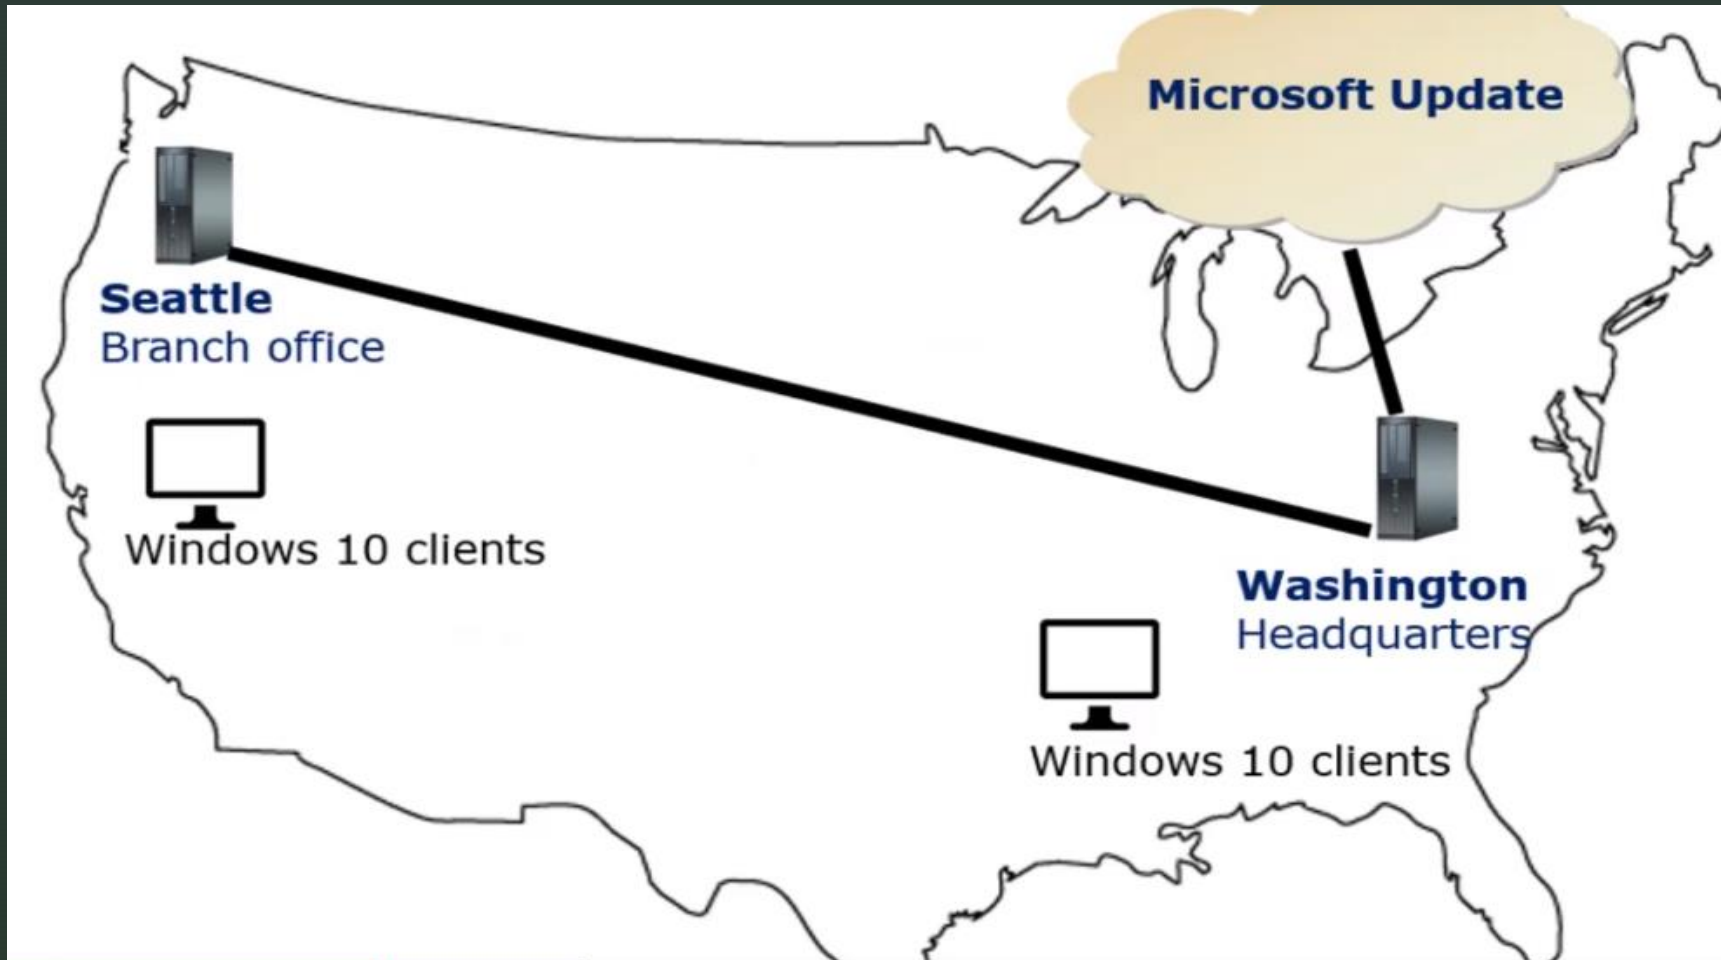 Microsoft Update
Seattle
Branch office
Windows 10 clients
Washington
Headquarters
Windows 10 clients